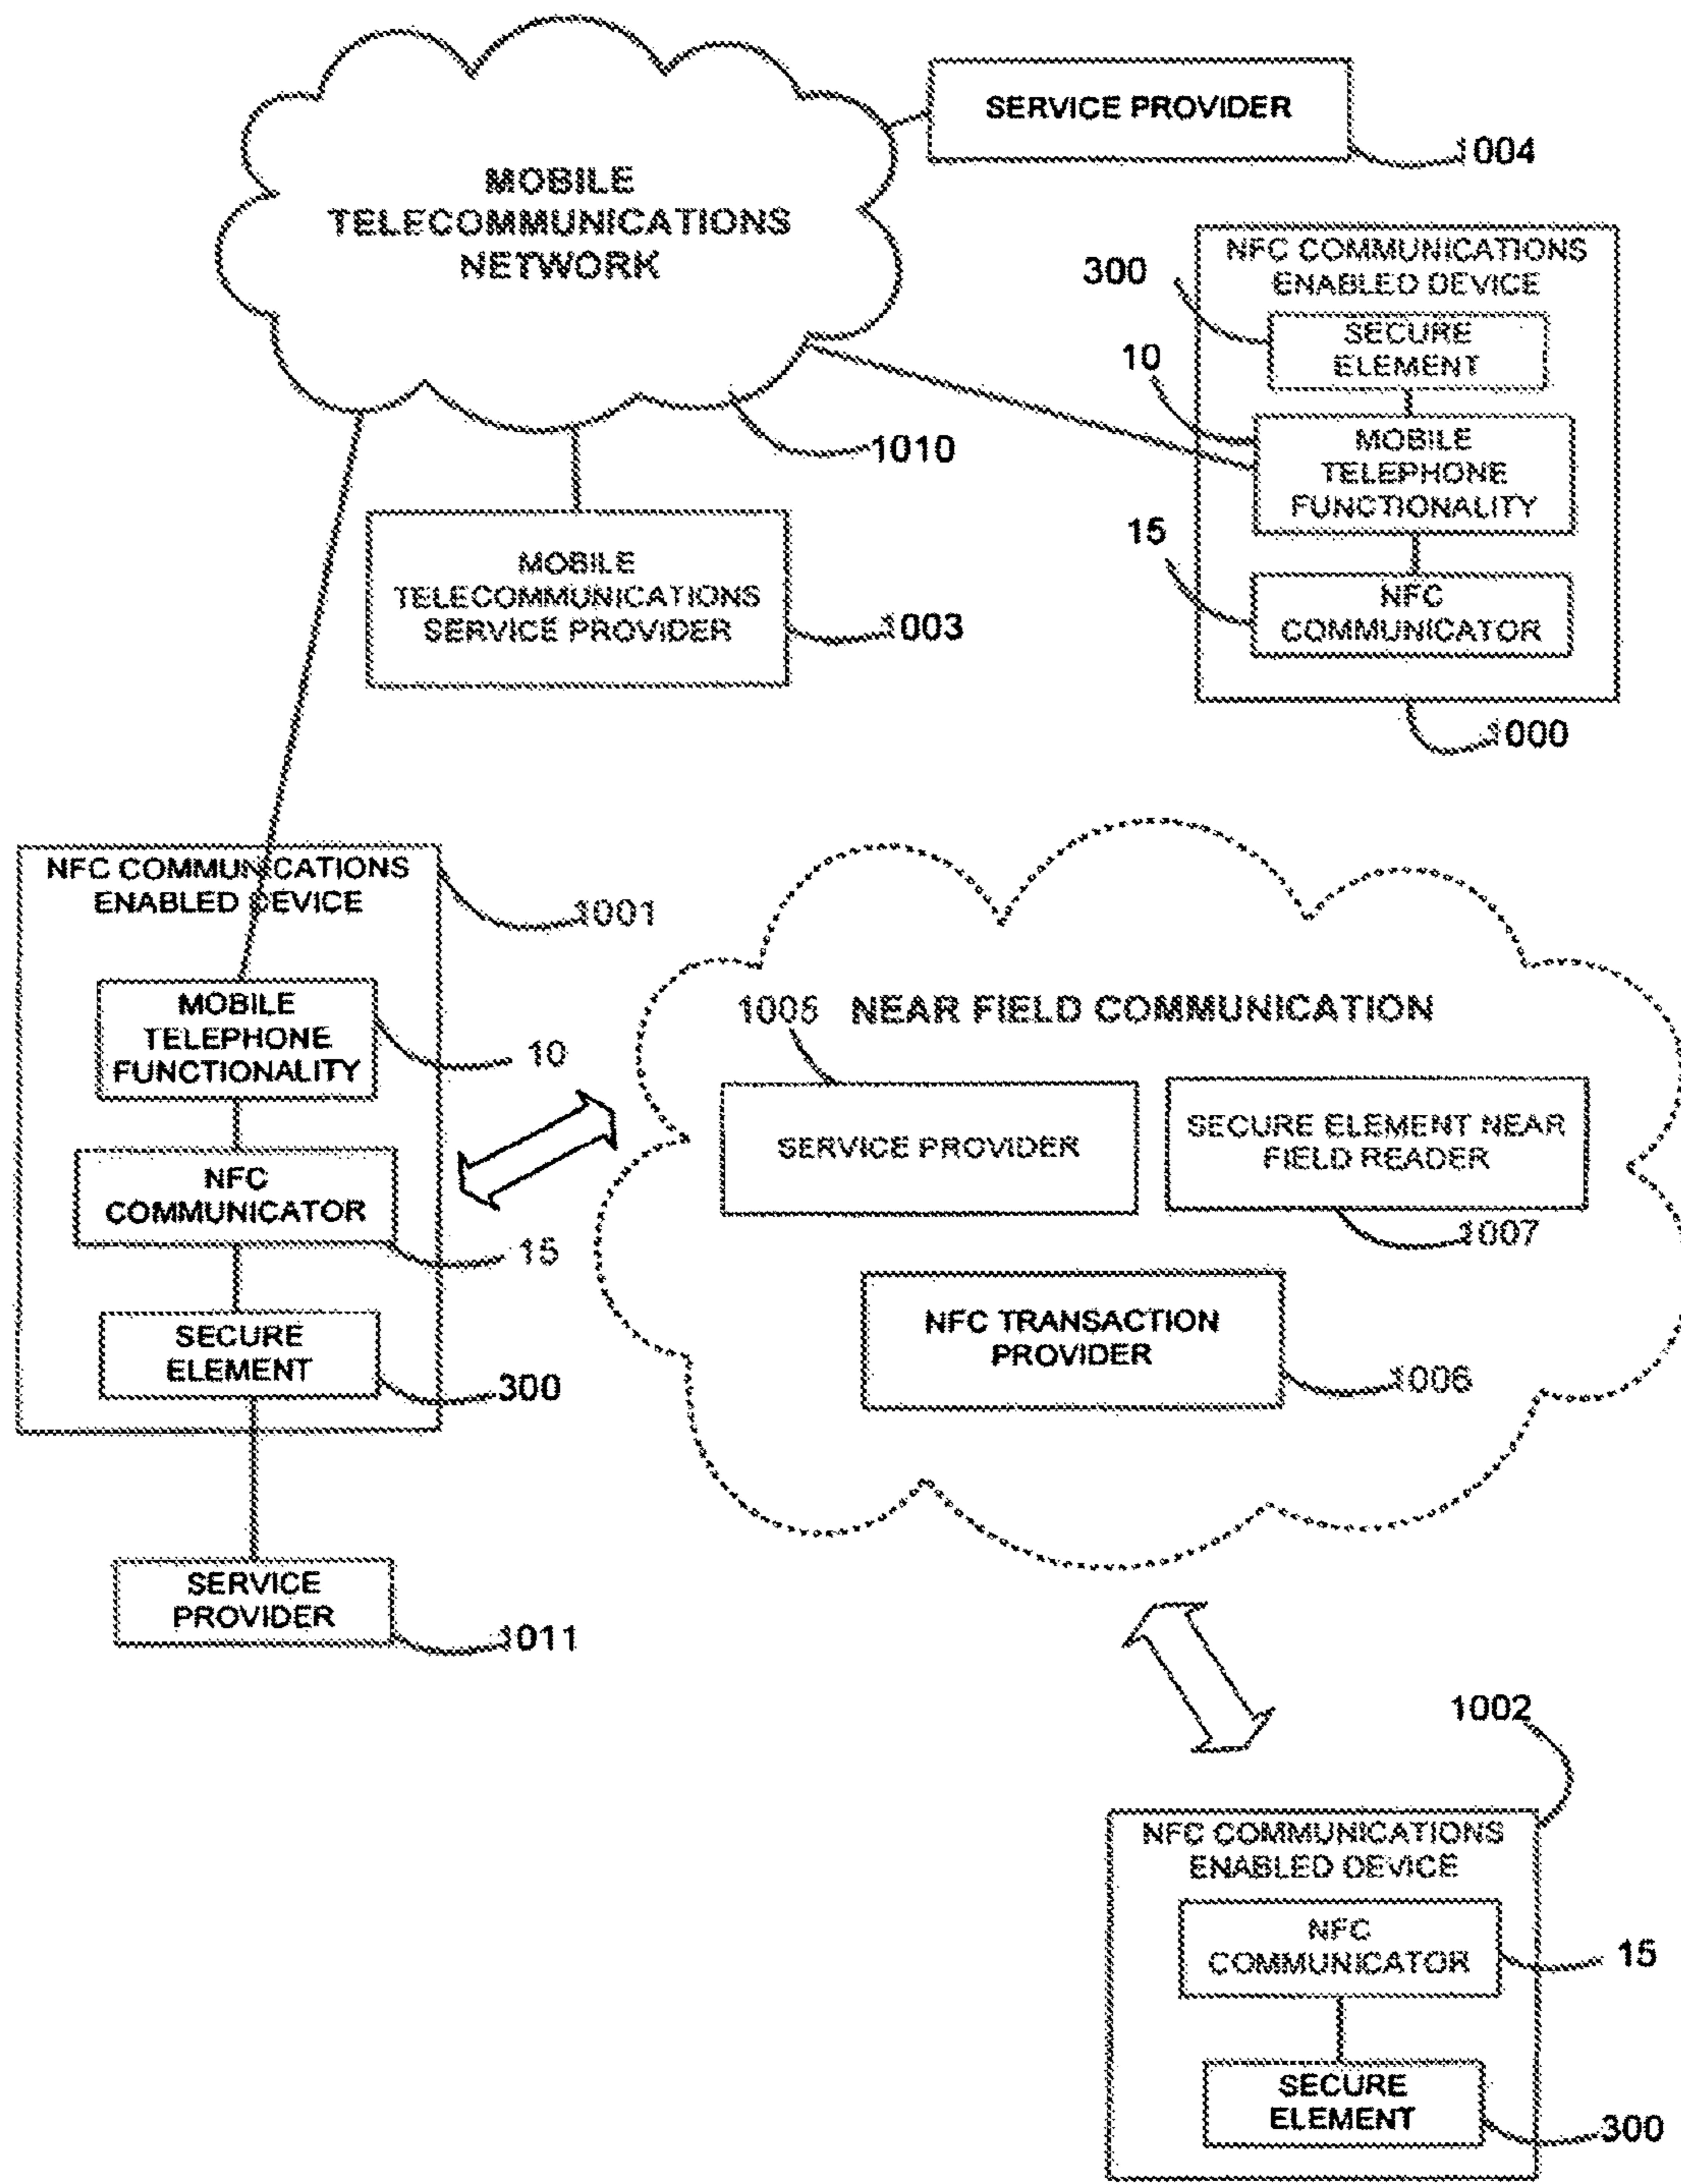 MOBILE
TELECOMMUNICATIONS
NETWORK
SERVICE PROVIDER
1004
NFC COMMUNICATIONS
ENABLED DEVICE
300
SECURE
ELEMENT
10
MOBILE
TELEPHONE
FUNCTIONALITY
1010
15
NFC
COMMUNICATOR
MOBILE
TELECOMMUNICATIONS
SERVICE PROVIDER
1003
1000
NFC COMMUNICATIONS
ENABLED DEVICE
1001
MOBILE
TELEPHONE
FUNCTIONALITY
10
NFC
COMMUNICATOR
15
SECURE
ELEMENT
300
SERVICE
PROVIDER
1011
1005 NEAR FIELD COMMUNICATION
SERVICE PROVIDER
SECURE ELEMENT NEAR
FIELD READER
1007
NFC TRANSACTION
PROVIDER
1006
1002
NFC COMMUNICATIONS
ENABLED DEVICE
NFC
COMMUNICATOR
15
SECURE
ELEMENT
300